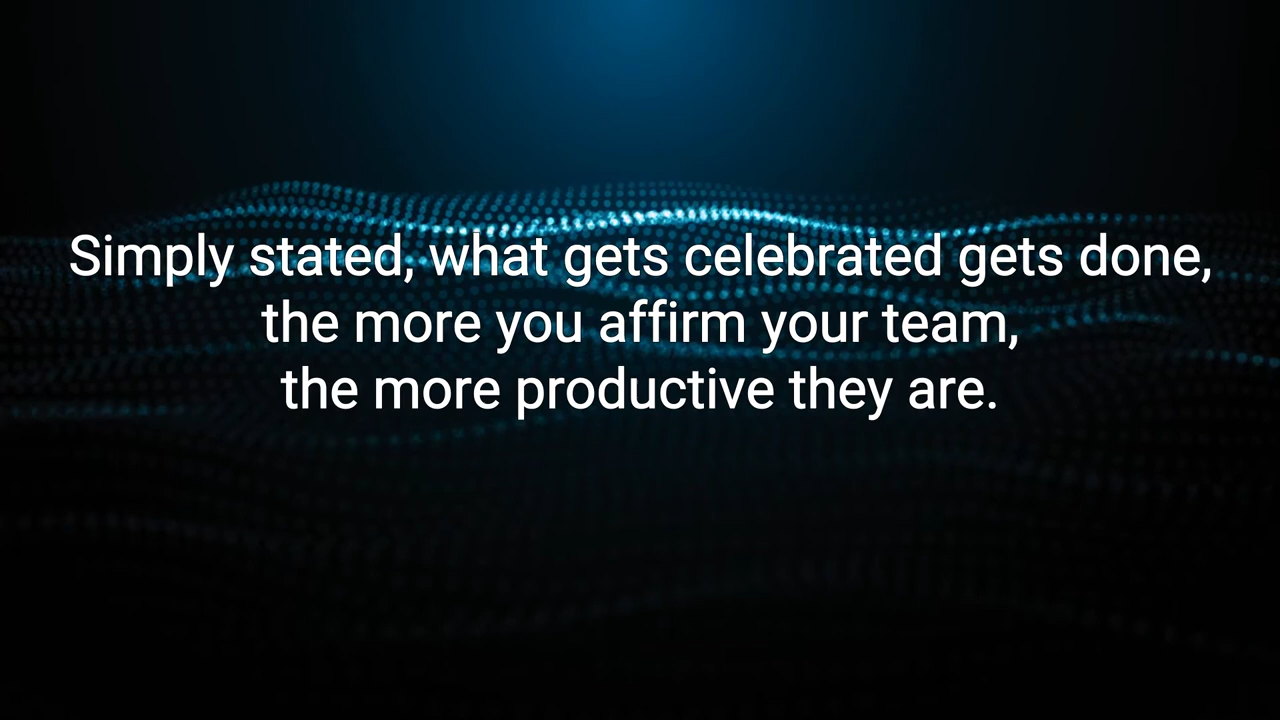 Simply stated, what gets celebrated gets done,
the more you affirm your team,
the more productive they are.